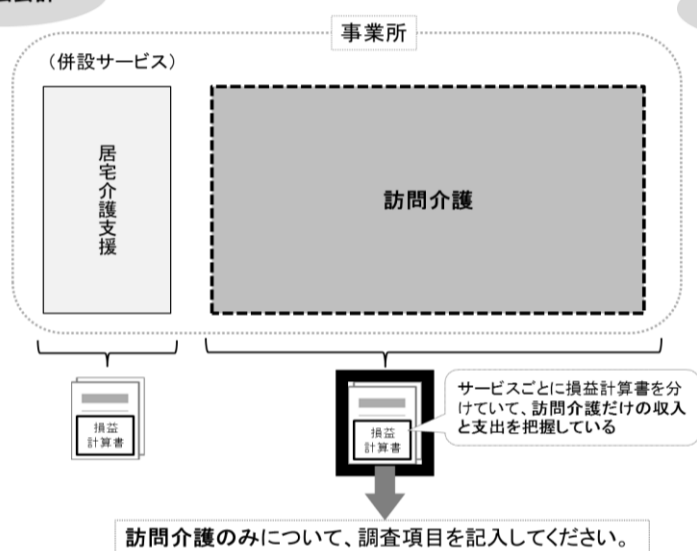 事業所
（併設サービス）
居宅介護支援
訪問介護
損益
計算書
損益
計算書
サービスごとに損益計算書を分
けていて、訪問介護だけの収入
と支出を把握している
訪問介護のみについて、調査項目を記入してください。